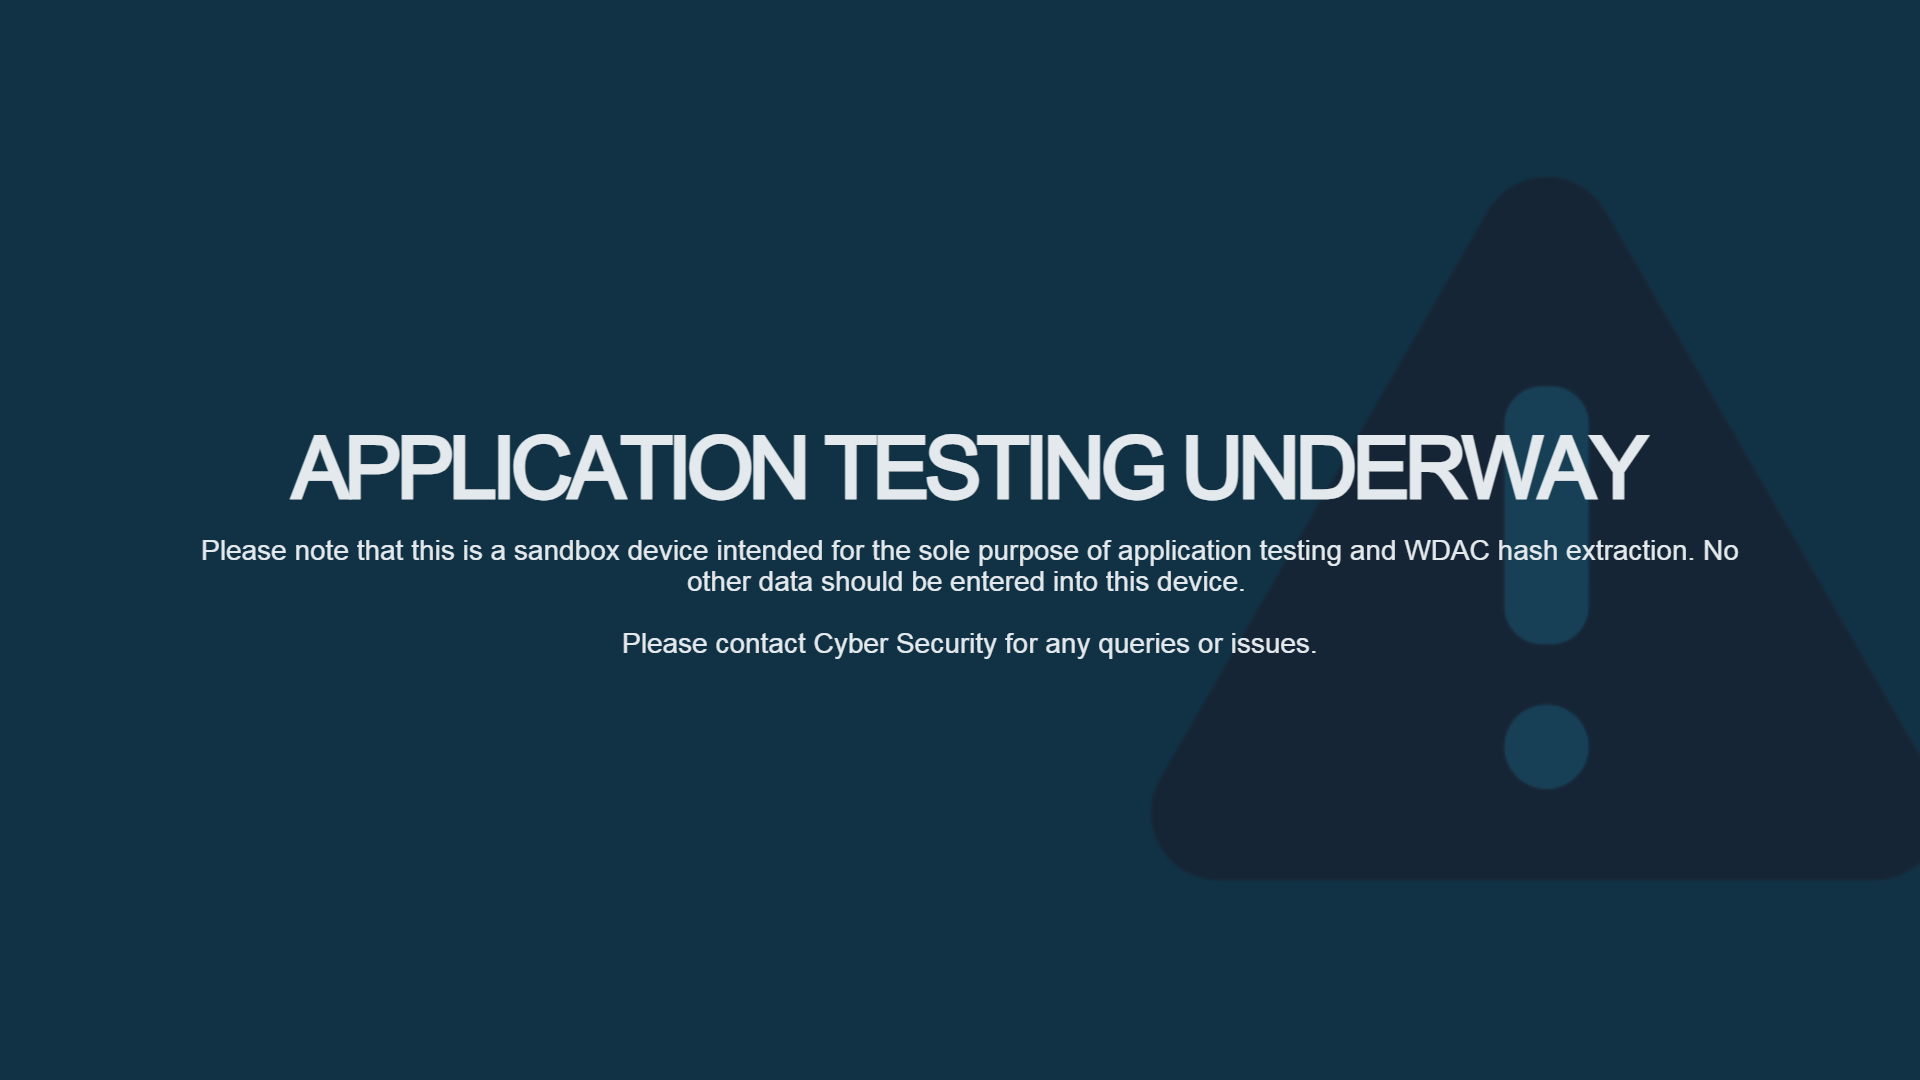 APPLICATION TESTING UNDERWAY
Please note that this is a sandbox device intended for the sole purpose of application testing and WDAC hash extraction. No
other data should be entered into this device.
Please contact Cyber Security for any queries or issues.